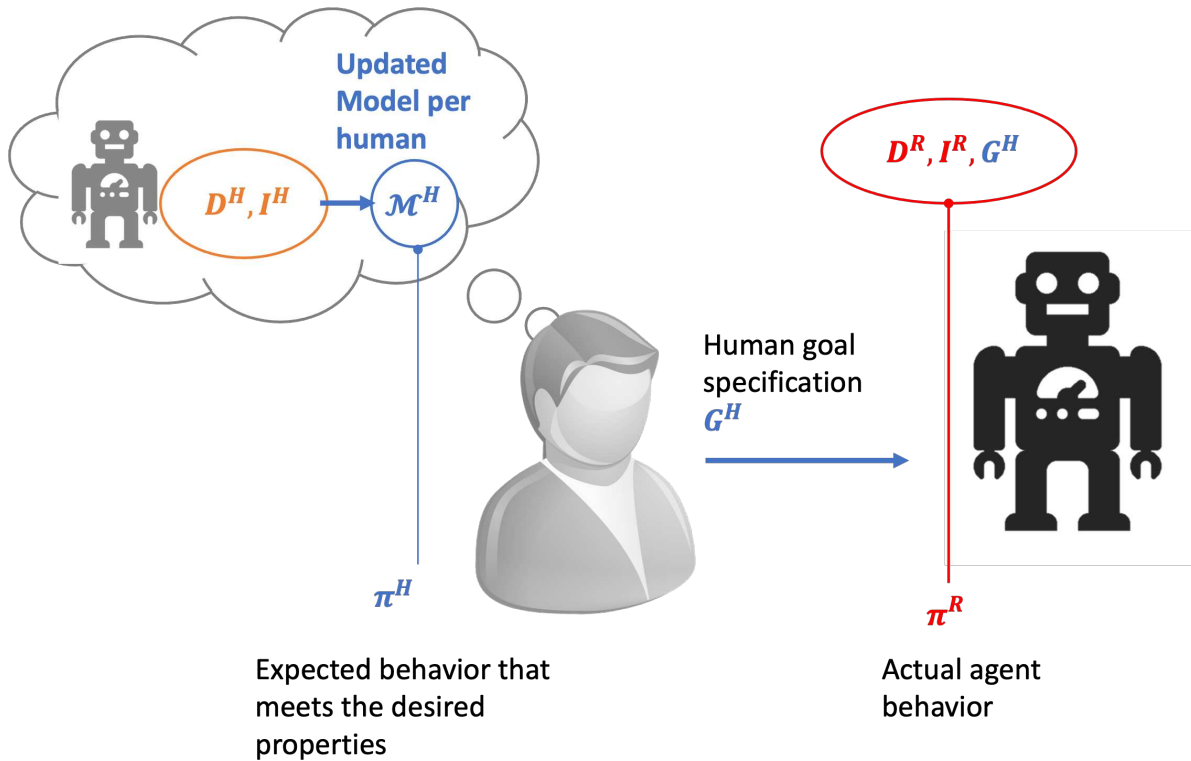 Updated
Model per
human
D^H, I^H
ℳ^H
D^R, I^R, G^H
Human goal
specification
G^H
π^H
π^R
Expected behavior that
meets the desired
properties
Actual agent
behavior